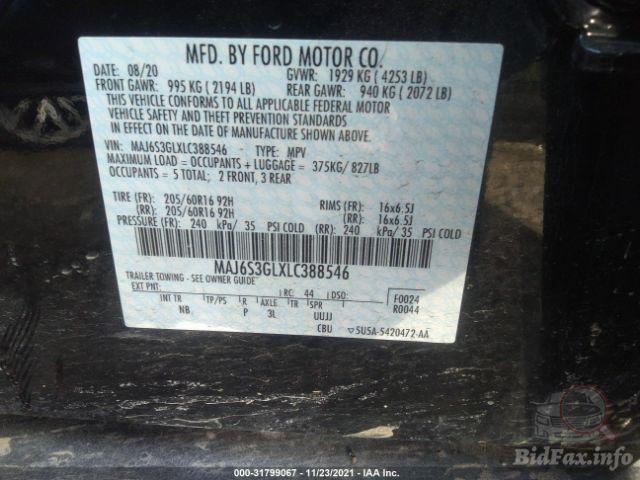 MFD. BY FORD MOTOR CO.
DATE: 08/20 GVWR: 1929 KG ( 4253 LB)
FRONT GAWR: 995 KG ( 2194 LB) REAR GAWR: 940 KG ( 2072 LB)
THIS VEHICLE CONFORMS TO ALL APPLICABLE FEDERAL MOTOR
VEHICLE SAFETY AND THEFT PREVENTION STANDARDS
IN EFFECT ON THE DATE OF MANUFACTURE SHOWN ABOVE.
VIN: MAJ6S3GLXLC388546 - TYPE: MPV
MAXIMUM LOAD = OCCUPANTS + LUGGAGE = 375KG/ 827LB
OCCUPANTS = 5 TOTAL; 2 FRONT, 3 REAR
TIRE (FR): 205/60R16 92H RIMS (FR): 16x6.5J
(RR): 205/60R16 92H (RR): 16x6.5J
PRESSURE (FR): 240 kPa/ 35 PSI COLD (RR): 240 kPa/ 35 PSI COLD
MAJ6S3GLXLC388546
TRAILER TOWING - SEE OWNER GUIDE
EXT PNT: RC: 44 DSO: F0024
INT TR TP/PS R AXLE TR SPR R0044
NB P 3L UUJJ
CBU 5U5A-5420472-AA
000-31799067 - 11/23/2021 - IAA Inc.
BidFax.info